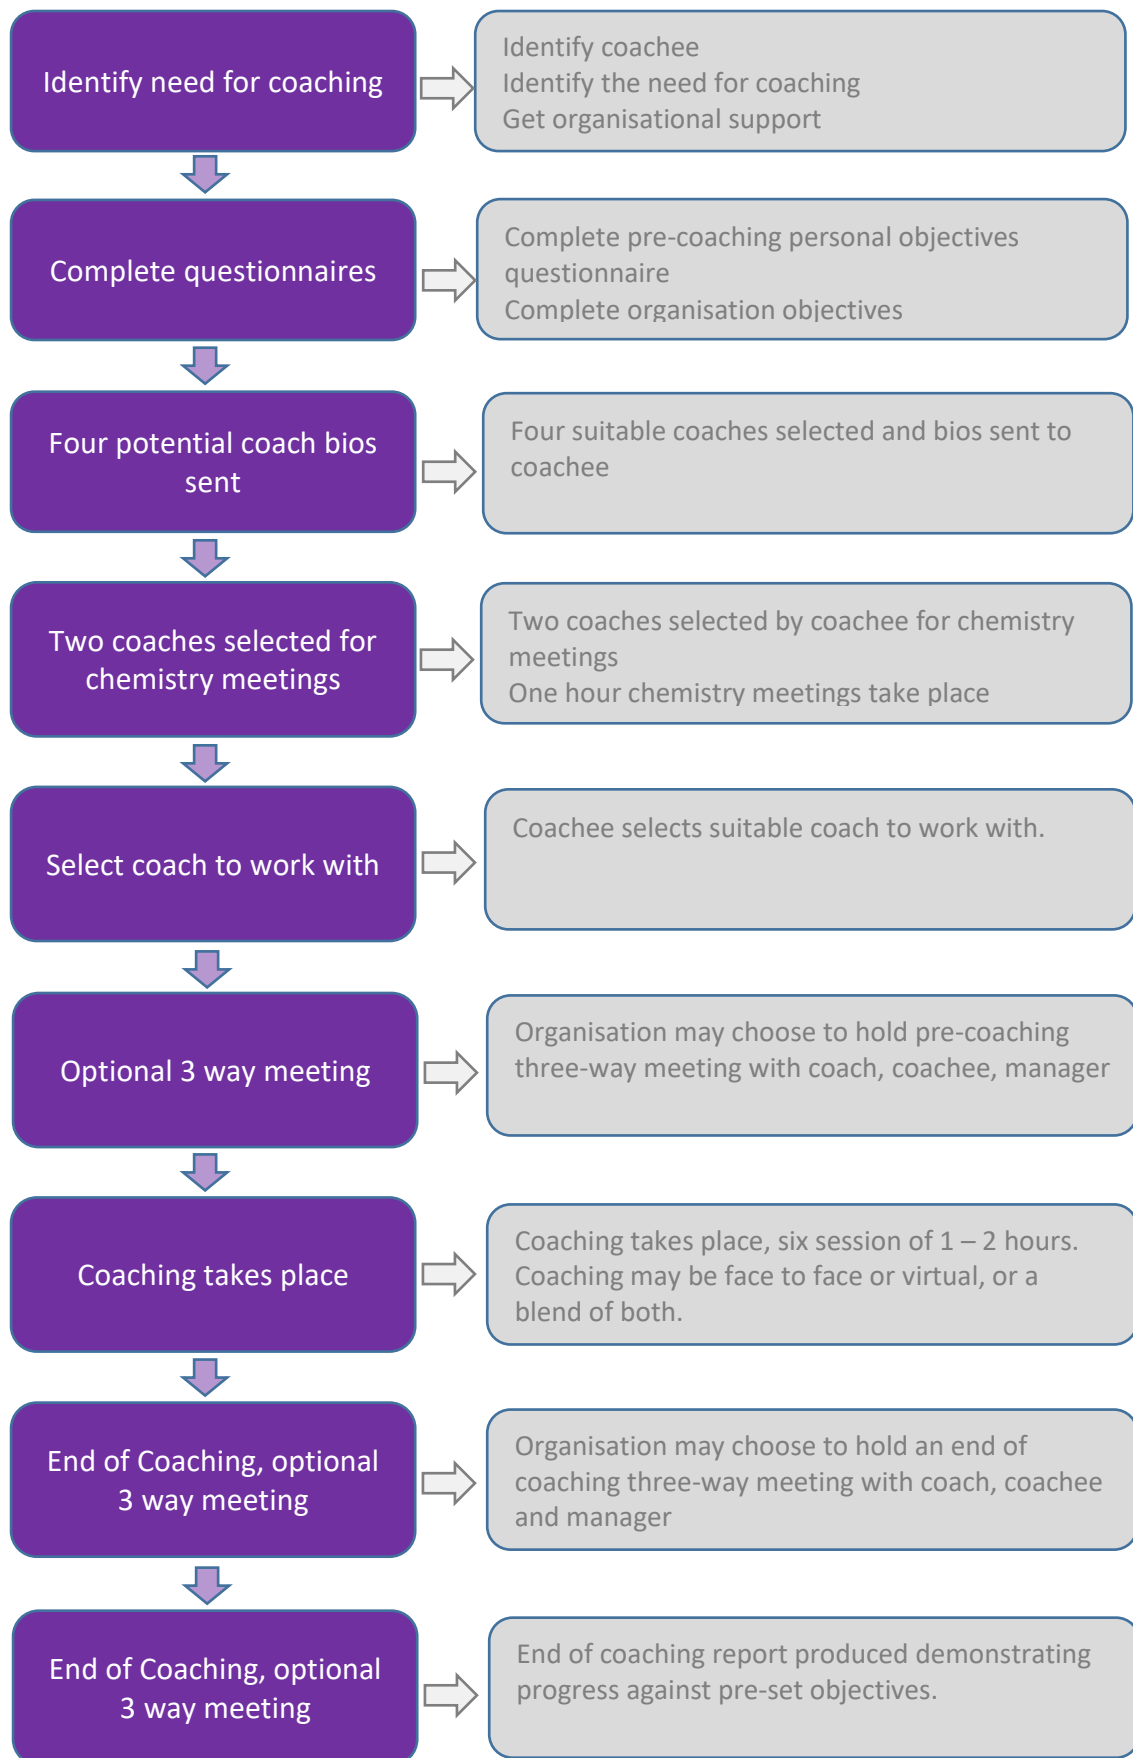 Identify need for coaching
Identify coachee
Identify the need for coaching
Get organisational support
Complete questionnaires
Complete pre-coaching personal objectives
questionnaire
Complete organisation objectives
Four potential coach bios
sent
Four suitable coaches selected and bios sent to
coachee
Two coaches selected for
chemistry meetings
Two coaches selected by coachee for chemistry
meetings
One hour chemistry meetings take place
Select coach to work with
Coachee selects suitable coach to work with.
Optional 3 way meeting
Organisation may choose to hold pre-coaching
three-way meeting with coach, coachee, manager
Coaching takes place
Coaching takes place, six session of 1 – 2 hours.
Coaching may be face to face or virtual, or a
blend of both.
End of Coaching, optional
3 way meeting
Organisation may choose to hold an end of
coaching three-way meeting with coach, coachee
and manager
End of Coaching, optional
3 way meeting
End of coaching report produced demonstrating
progress against pre-set objectives.